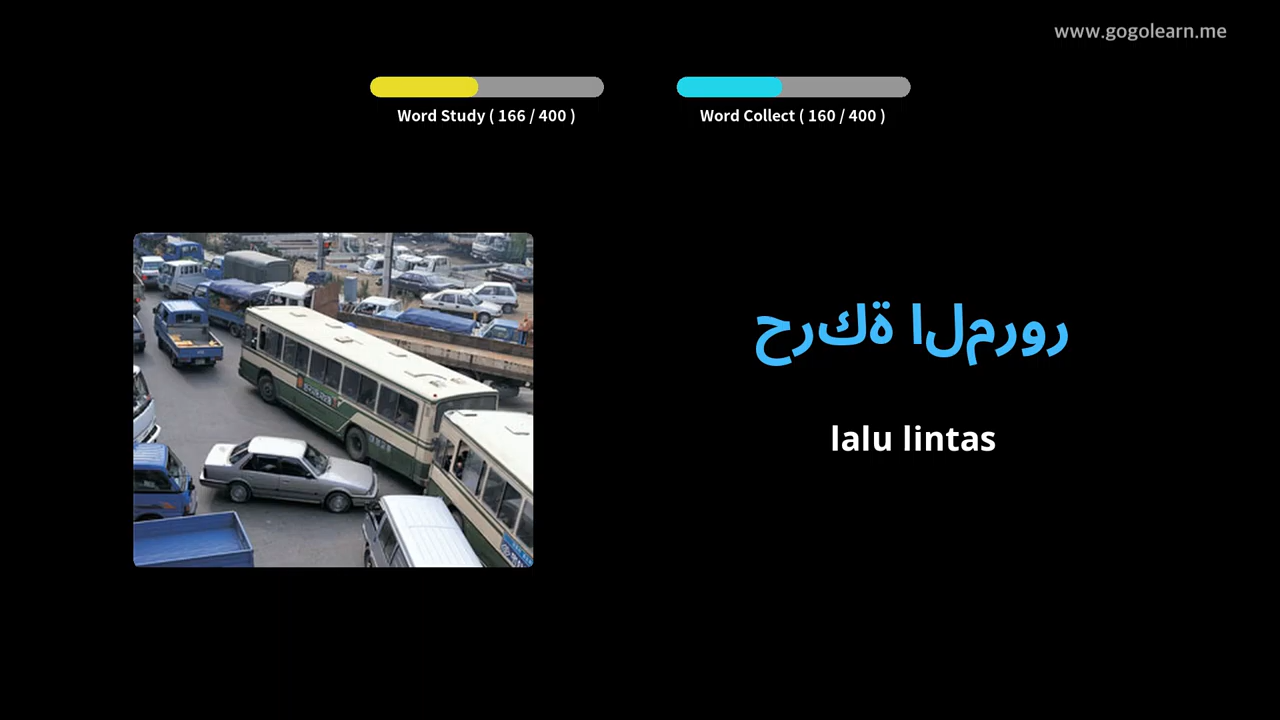 www.gogolearn.me
Word Study ( 166 / 400 )
Word Collect ( 160 / 400 )
حركة المرور
lalu lintas